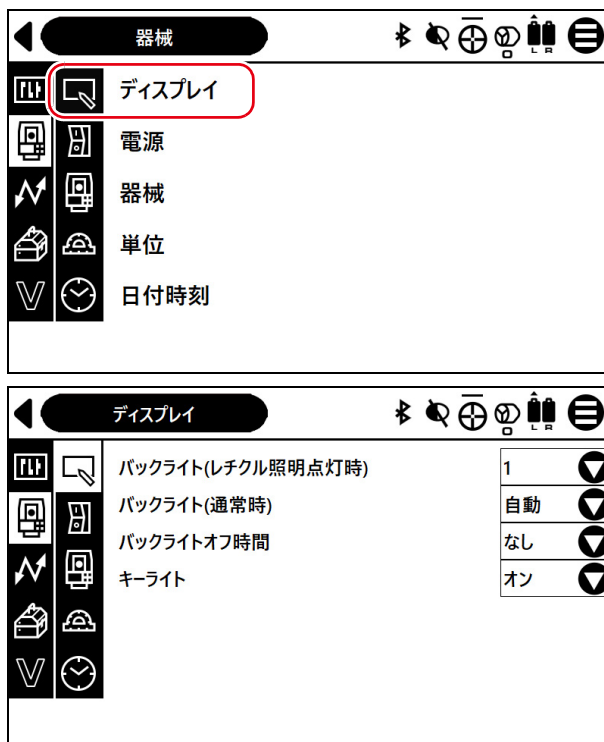 器械
L R
ディスプレイ
電源
器械
単位
日付時刻
ディスプレイ
L R
バックライト(レチクル照明点灯時)
1
バックライト(通常時)
自動
バックライトオフ時間
なし
キーライト
オン